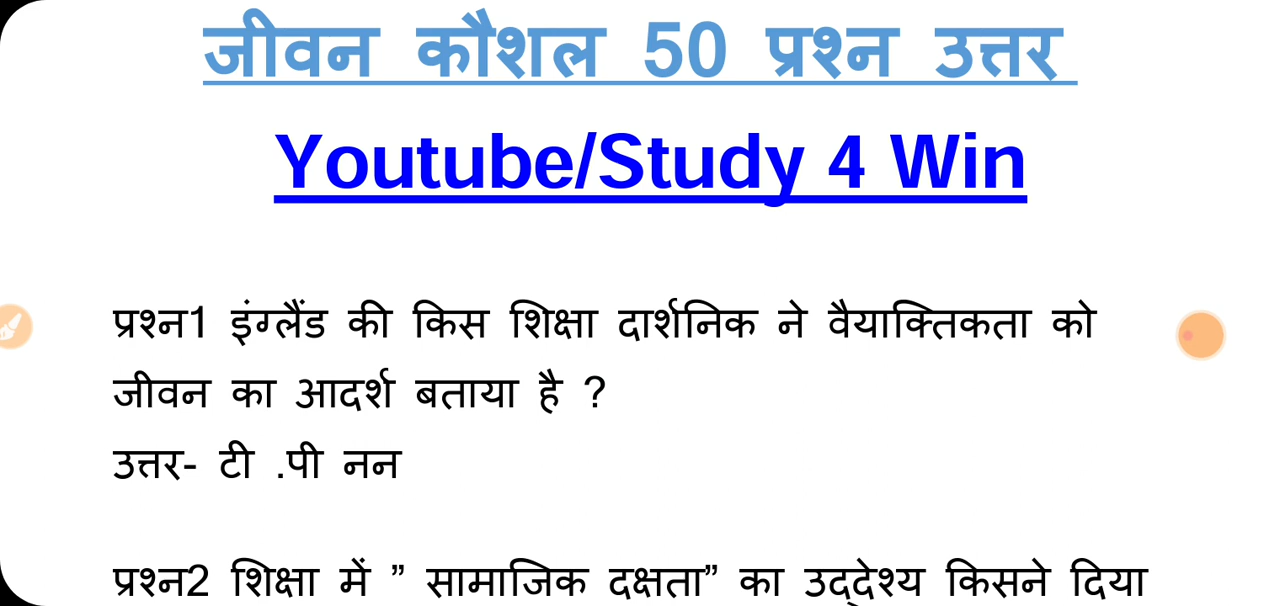 जीवन कौशल 50 प्रश्न उत्तर
Youtube/Study 4 Win
प्रश्न1 इंग्लैंड की किस शिक्षा दार्शनिक ने वैयाक्तिकता को
जीवन का आदर्श बताया है ?
उत्तर- टी .पी नन
प्रश्न2 शिक्षा में ” सामाजिक दक्षता” का उद्देश्य किसने दिया